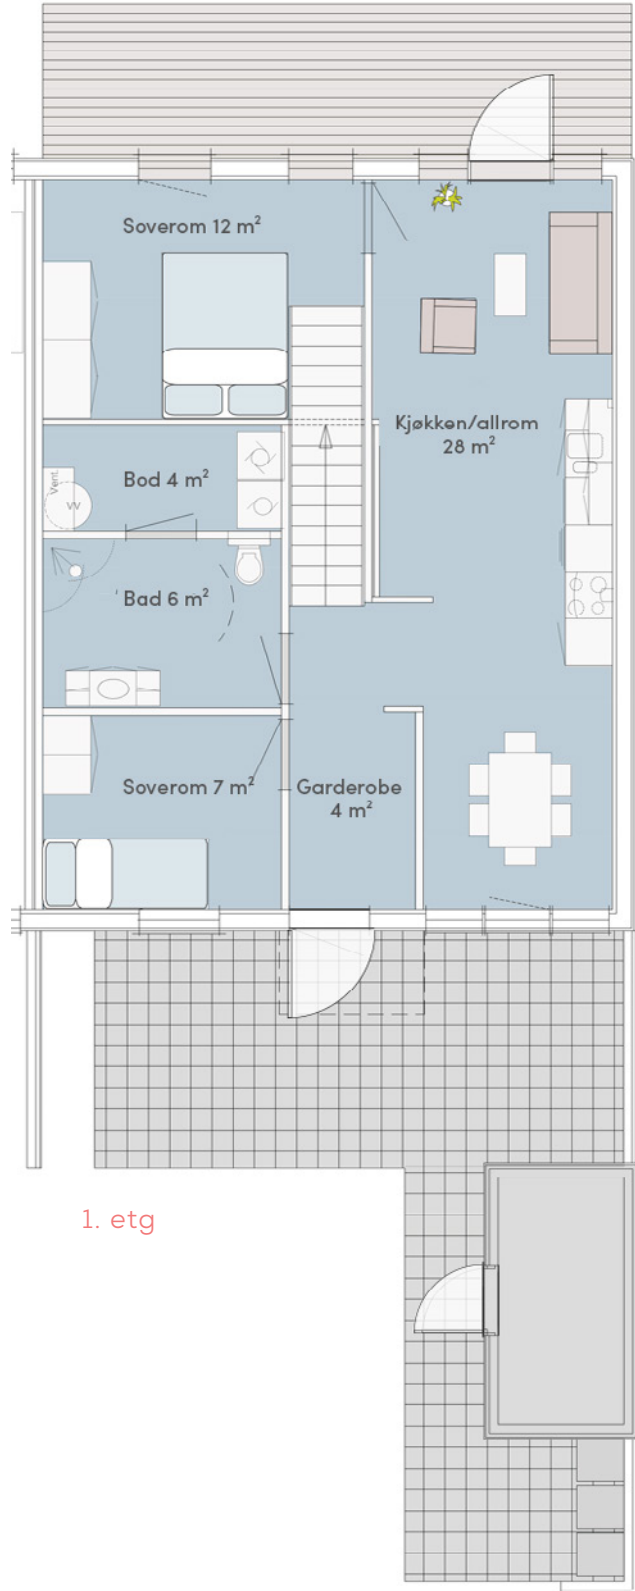 Soverom 12 m²
Kjøkken/allrom
28 m²
Bod 4 m²
Vent.
VV
Bad 6 m²
Soverom 7 m²
Garderobe
4 m²
1. etg